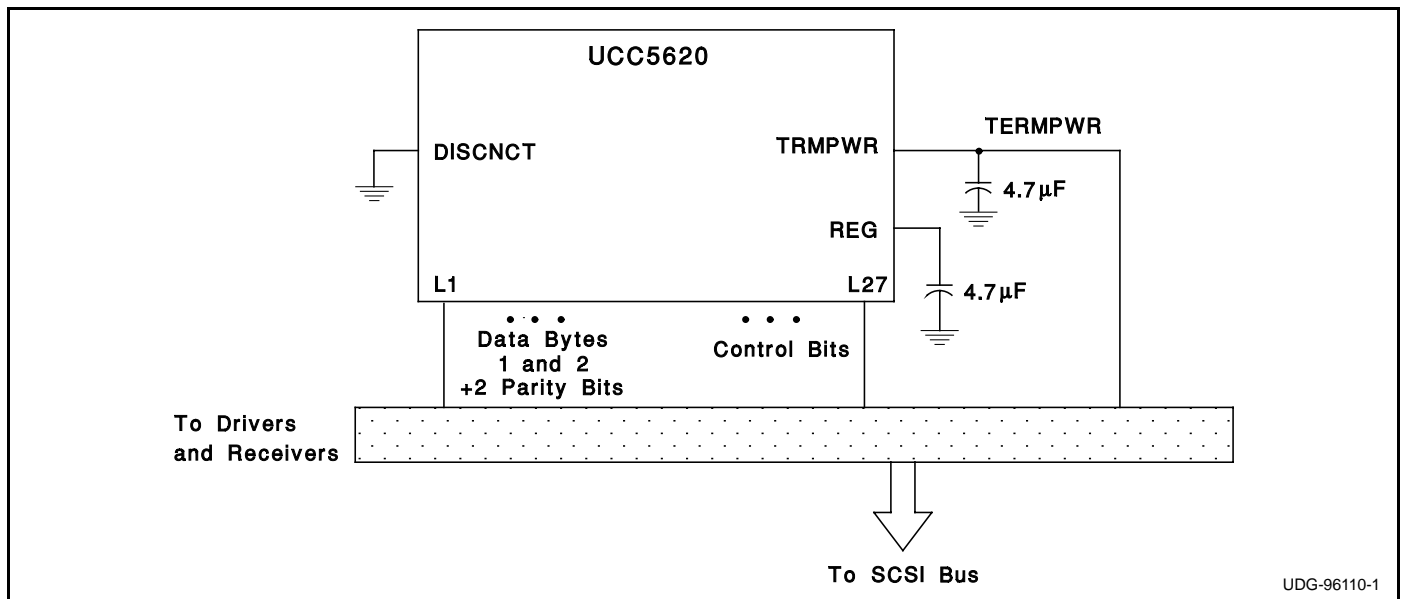 UCC5620
DISCNCT
TRMPWR
TERMPWR
4.7µF
REG
4.7µF
L1
L27
Data Bytes
1 and 2
+2 Parity Bits
Control Bits
To Drivers
and Receivers
To SCSI Bus
UDG-96110-1